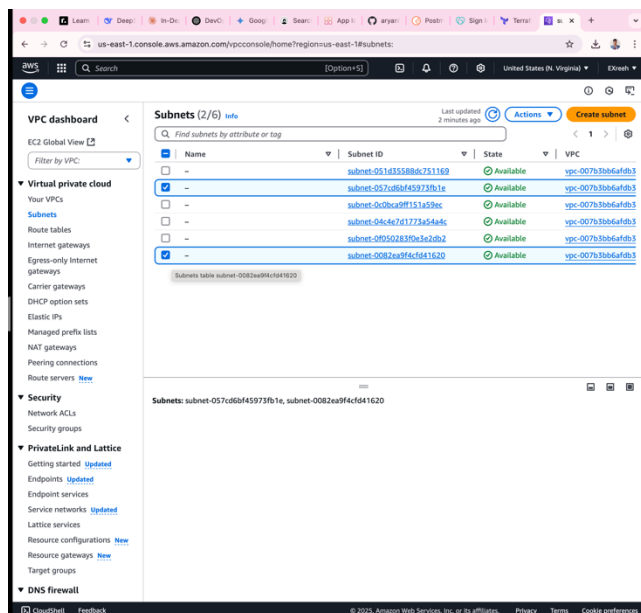 Learn
DeepS
In-De
DevO
Googl
Searc
App l
aryan
Postm
Sign i
Terraf
su
us-east-1.console.aws.amazon.com/vpcconsole/home?region=us-east-1#subnets:
aws
Search
[Option+S]
United States (N. Virginia)
EXreeh
VPC dashboard
EC2 Global View
Filter by VPC:
Virtual private cloud
Your VPCs
Subnets
Route tables
Internet gateways
Egress-only Internet
gateways
Carrier gateways
DHCP option sets
Elastic IPs
Managed prefix lists
NAT gateways
Peering connections
Route servers New
Security
Network ACLs
Security groups
PrivateLink and Lattice
Getting started Updated
Endpoints Updated
Endpoint services
Service networks Updated
Lattice services
Resource configurations New
Resource gateways New
Target groups
DNS firewall
Subnets (2/6) Info
Last updated
2 minutes ago
Actions
Create subnet
Find subnets by attribute or tag
1
Name Subnet ID State VPC
– subnet-051d35588dc751169 Available vpc-007b3bb6afdb3
– subnet-057cd6bf45973fb1e Available vpc-007b3bb6afdb3
– subnet-0c0bca9ff151a59ec Available vpc-007b3bb6afdb3
– subnet-04c4e7d1773a54a4c Available vpc-007b3bb6afdb3
– subnet-0f050283f0e3e2db2 Available vpc-007b3bb6afdb3
– subnet-0082ea9f4cfd41620 Available vpc-007b3bb6afdb3
Subnets table subnet-0082ea9f4cfd41620
Subnets: subnet-057cd6bf45973fb1e, subnet-0082ea9f4cfd41620
CloudShell Feedback © 2025, Amazon Web Services, Inc. or its affiliates. Privacy Terms Cookie preferences